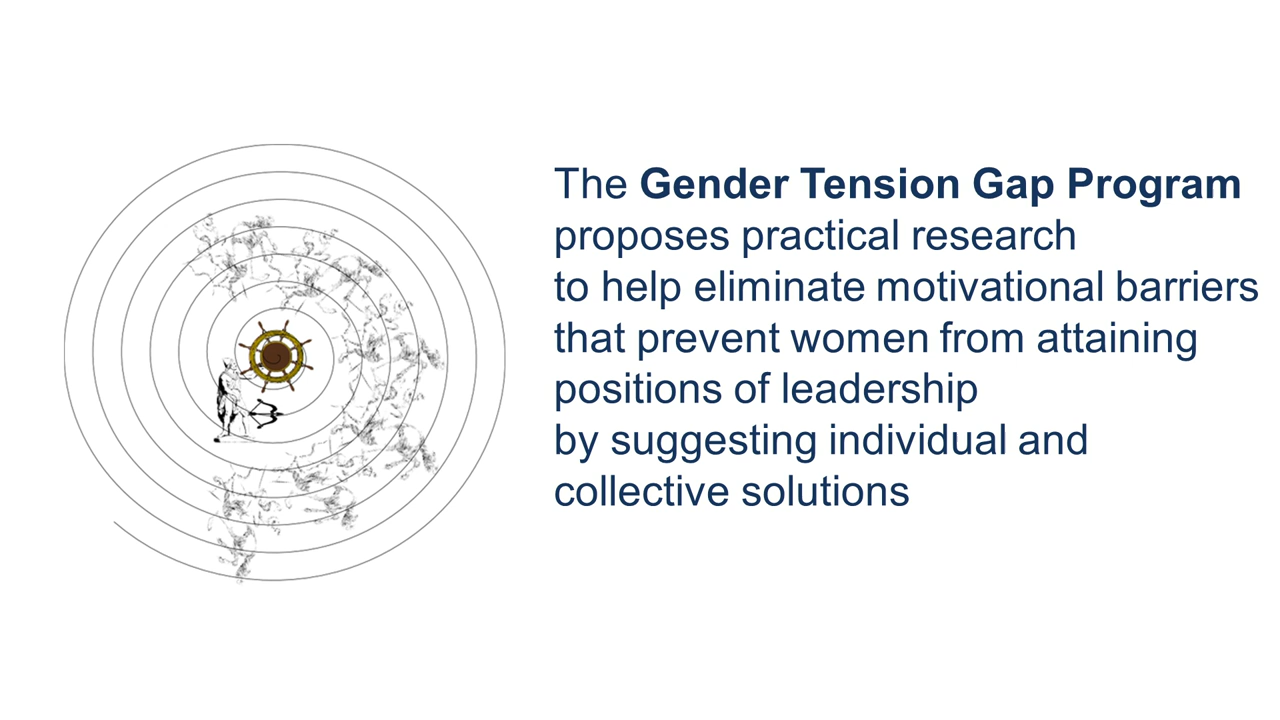 The Gender Tension Gap Program
proposes practical research
to help eliminate motivational barriers
that prevent women from attaining
positions of leadership
by suggesting individual and
collective solutions